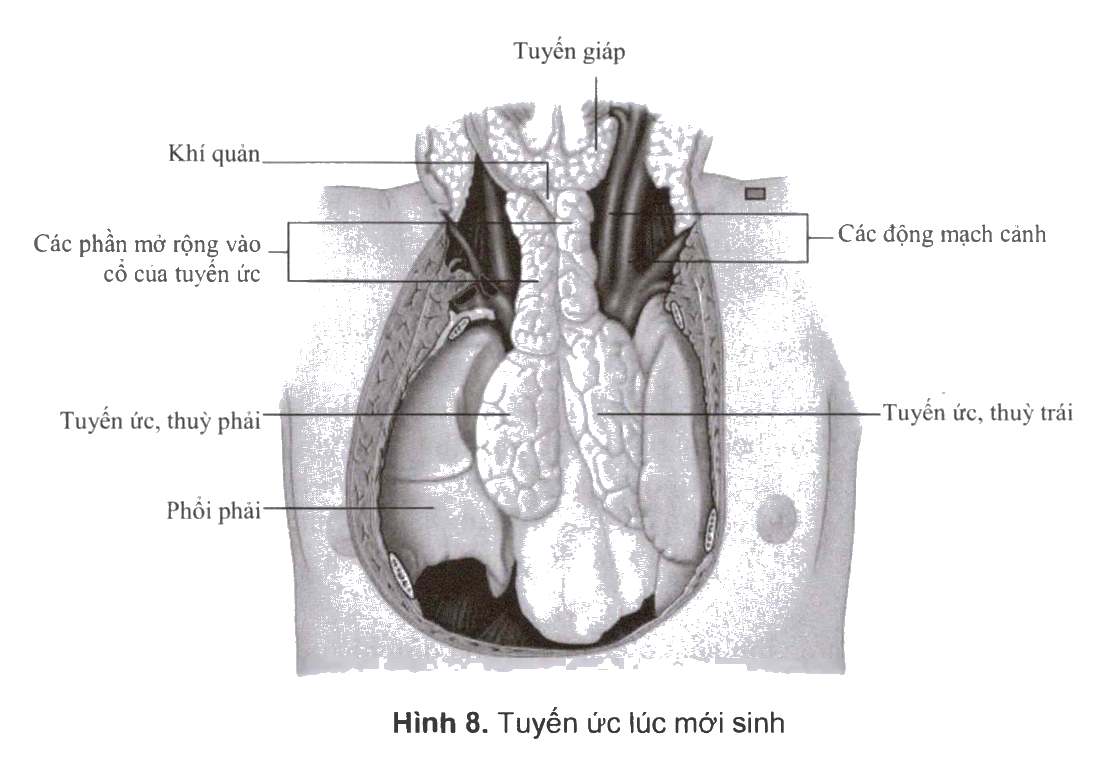 Tuyến giáp
Khí quản
Các phần mở rộng vào
cổ của tuyến ức
Các động mạch cảnh
Tuyến ức, thuỳ phải
Tuyến ức, thuỳ trái
Phổi phải
Hình 8. Tuyến ức lúc mới sinh